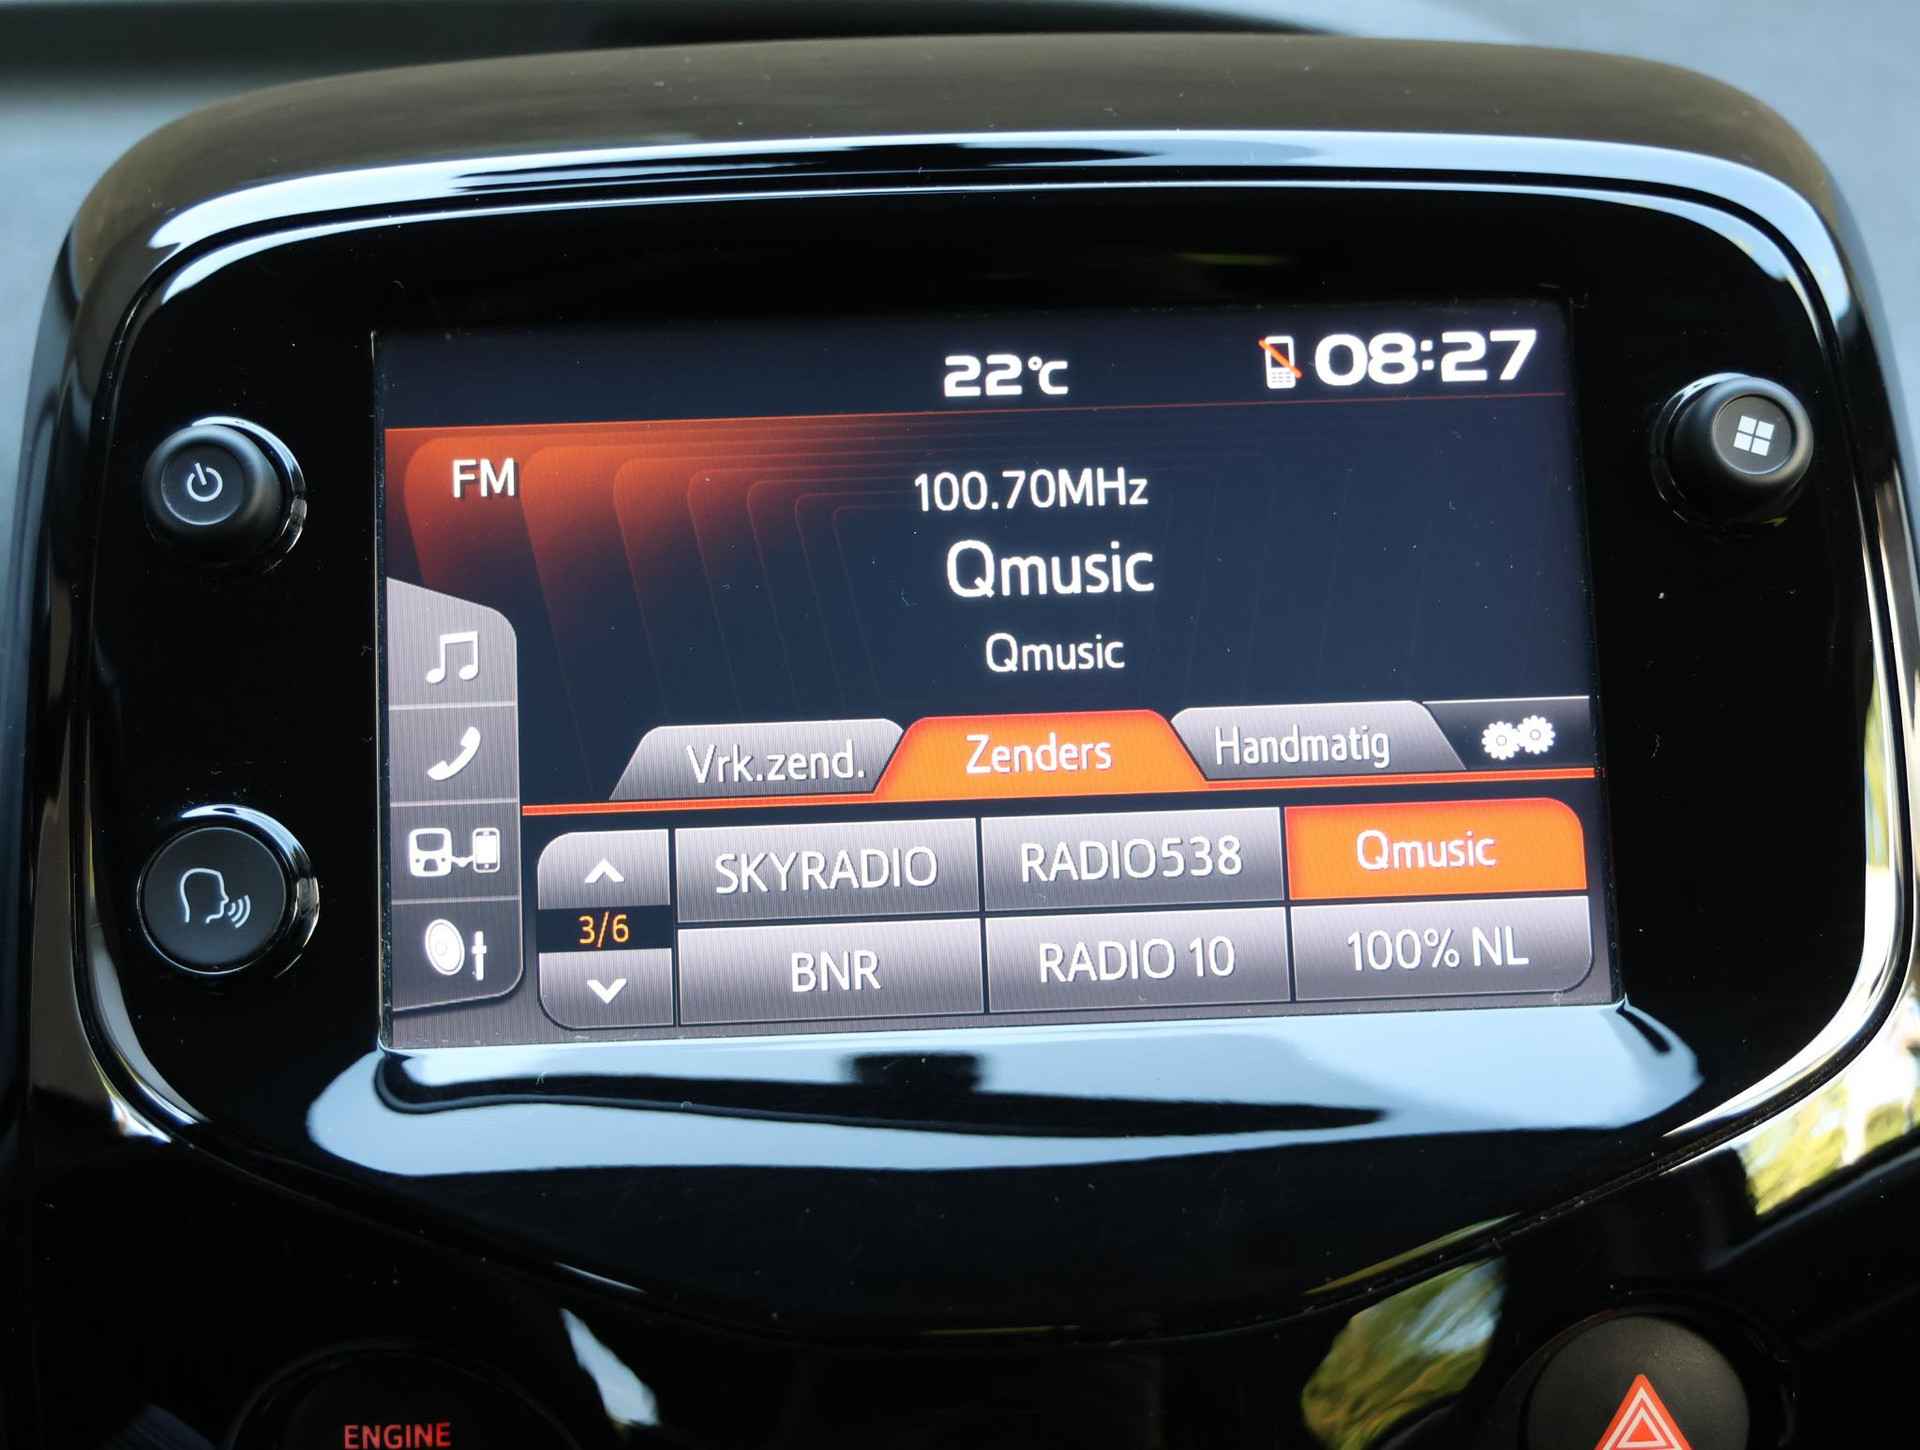 22°C 08:27
FM
100.70MHz
Qmusic
Qmusic
Vrk.zend. Zenders Handmatig
SKYRADIO RADIO538 Qmusic
3/6
BNR RADIO 10 100% NL
ENGINE